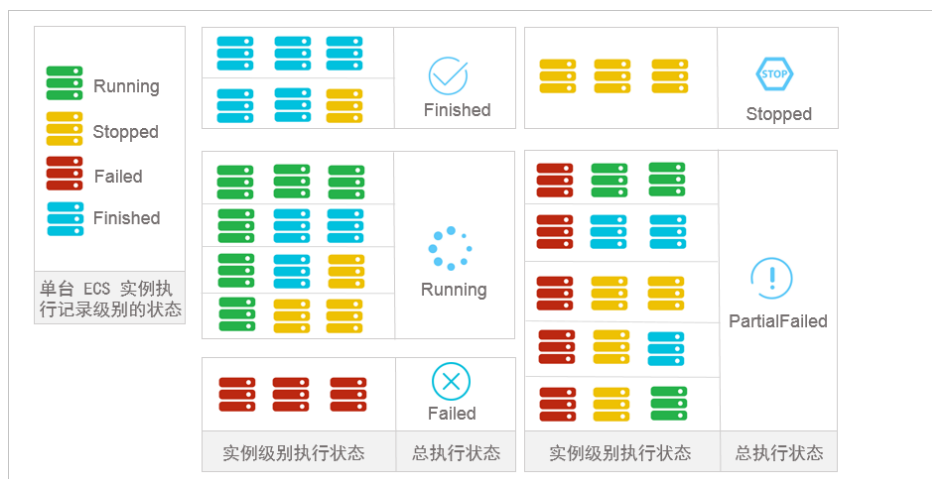 Running
Stopped
Failed
Finished
单台 ECS 实例执
行记录级别的状态
Finished
STOP
Stopped
Running
PartialFailed
Failed
实例级别执行状态
总执行状态
实例级别执行状态
总执行状态